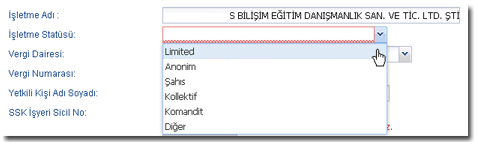 İşletme Adı : S BİLİŞİM EĞİTİM DANIŞMANLIK SAN. VE TİC. LTD. ŞTİ
İşletme Statüsü:
Limited
Vergi Dairesi:
Anonim
Vergi Numarası:
Şahıs
Yetkili Kişi Adı Soyadı:
Kollektif
SSK İşyeri Sicil No:
Komandit
Diğer